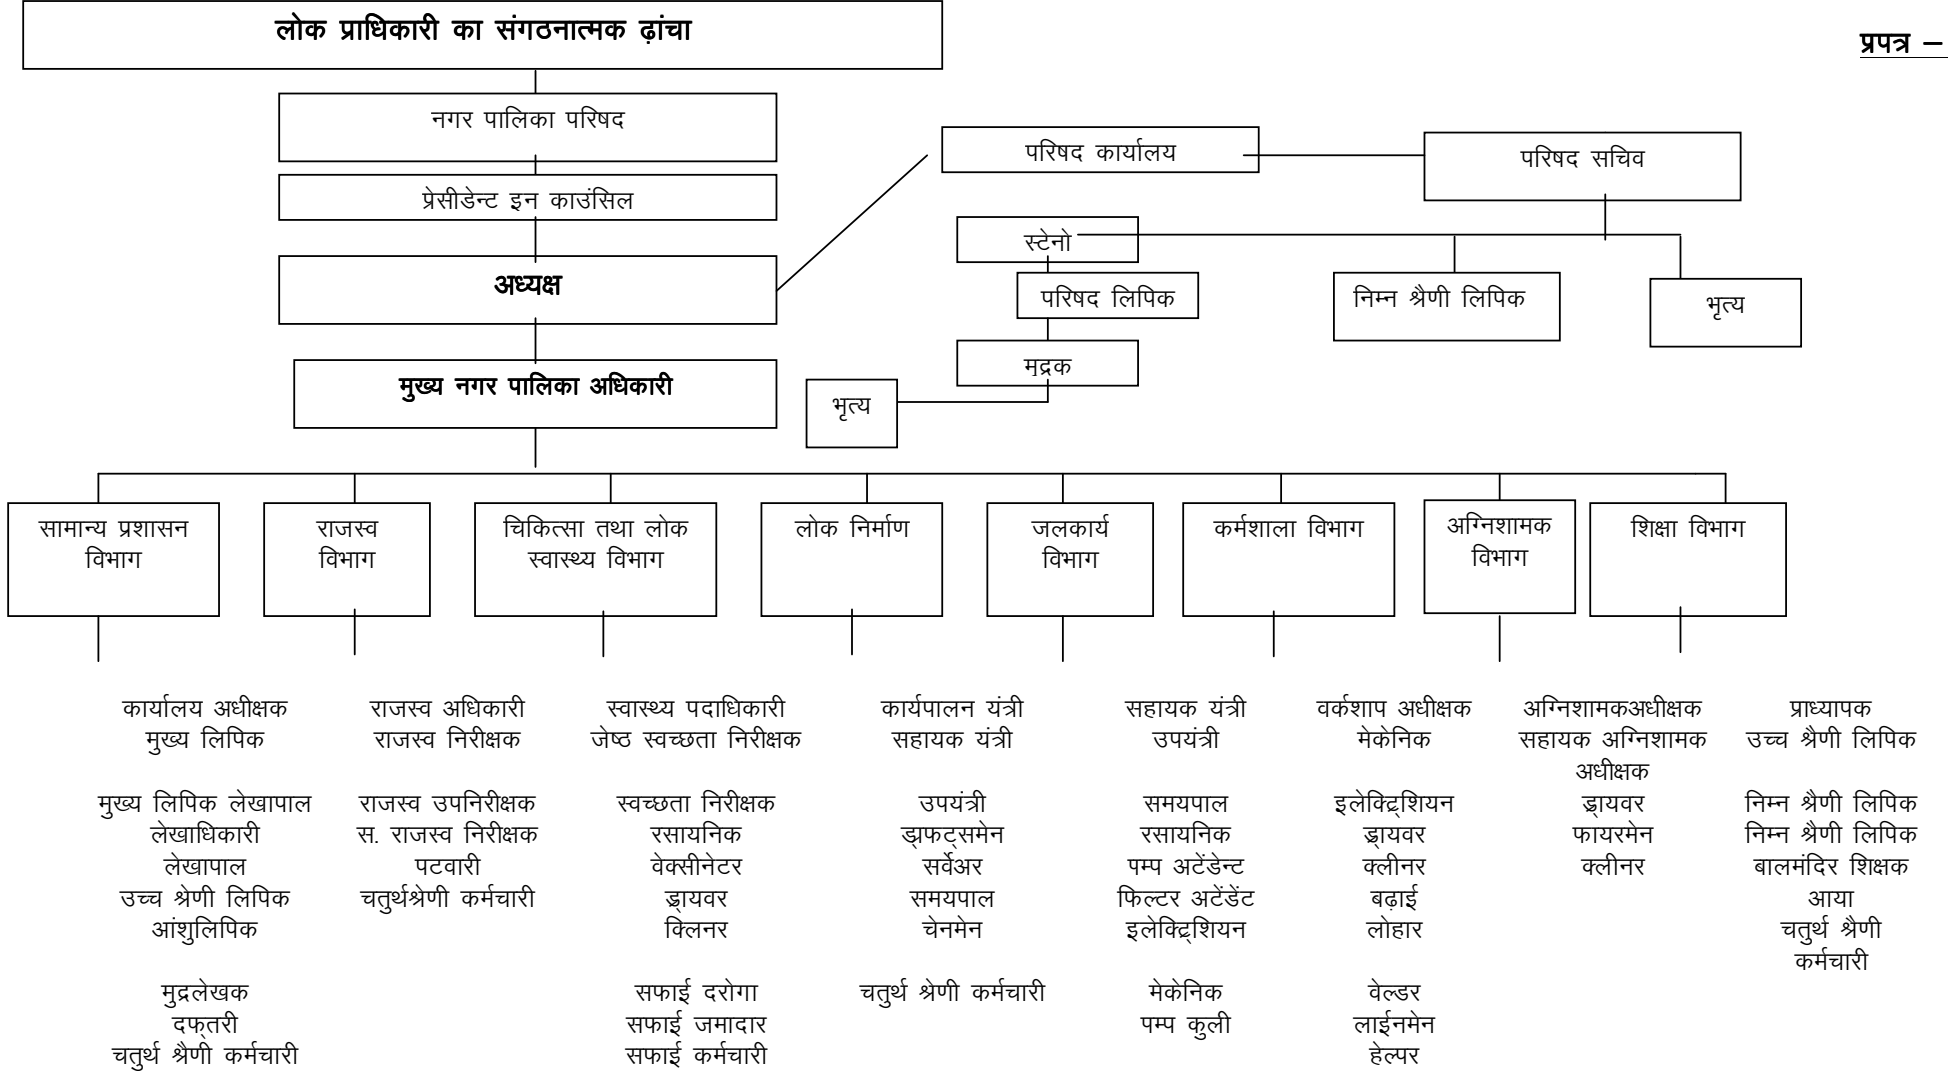 लोक प्राधिकारी का संगठनात्मक ढ़ांचा
प्रपत्र –
नगर पालिका परिषद
परिषद कार्यालय
परिषद सचिव
प्रेसीडेन्ट इन काउंसिल
स्टेनो
अध्यक्ष
परिषद लिपिक
निम्न श्रैणी लिपिक
भृत्य
मुद्रक
मुख्य नगर पालिका अधिकारी
भृत्य
सामान्य प्रशासन
विभाग
राजस्व
विभाग
चिकित्सा तथा लोक
स्वास्थ्य विभाग
लोक निर्माण
जलकार्य
विभाग
कर्मशाला विभाग
अग्निशामक
विभाग
शिक्षा विभाग
कार्यालय अधीक्षक
मुख्य लिपिक
मुख्य लिपिक लेखापाल
लेखाधिकारी
लेखापाल
उच्च श्रेणी लिपिक
आंशुलिपिक
मुद्रलेखक
दफ्तरी
चतुर्थ श्रैणी कर्मचारी
राजस्व अधिकारी
राजस्व निरीक्षक
राजस्व उपनिरीक्षक
स. राजस्व निरीक्षक
पटवारी
चतुर्थश्रेणी कर्मचारी
स्वास्थ्य पदाधिकारी
जेष्ठ स्वच्छता निरीक्षक
स्वच्छता निरीक्षक
रसायनिक
वेक्सीनेटर
ड्रायवर
क्लिनर
सफाई दरोगा
सफाई जमादार
सफाई कर्मचारी
कार्यपालन यंत्री
सहायक यंत्री
उपयंत्री
ड्राफट्समेन
सर्वेअर
समयपाल
चेनमेन
चतुर्थ श्रेणी कर्मचारी
सहायक यंत्री
उपयंत्री
समयपाल
रसायनिक
पम्प अटेंडेन्ट
फिल्टर अटेंडेंट
इलेक्ट्रिशियन
मेकेनिक
पम्प कुली
वर्कशाप अधीक्षक
मेकेनिक
इलेक्ट्रिशियन
ड्रायवर
क्लीनर
बढ़ाई
लोहार
वेल्डर
लाईनमेन
हेल्पर
अग्निशामकअधीक्षक
सहायक अग्निशामक
अधीक्षक
ड्रायवर
फायरमेन
क्लीनर
प्राध्यापक
उच्च श्रैणी लिपिक
निम्न श्रैणी लिपिक
निम्न श्रैणी लिपिक
बालमंदिर शिक्षक
आया
चतुर्थ श्रैणी
कर्मचारी